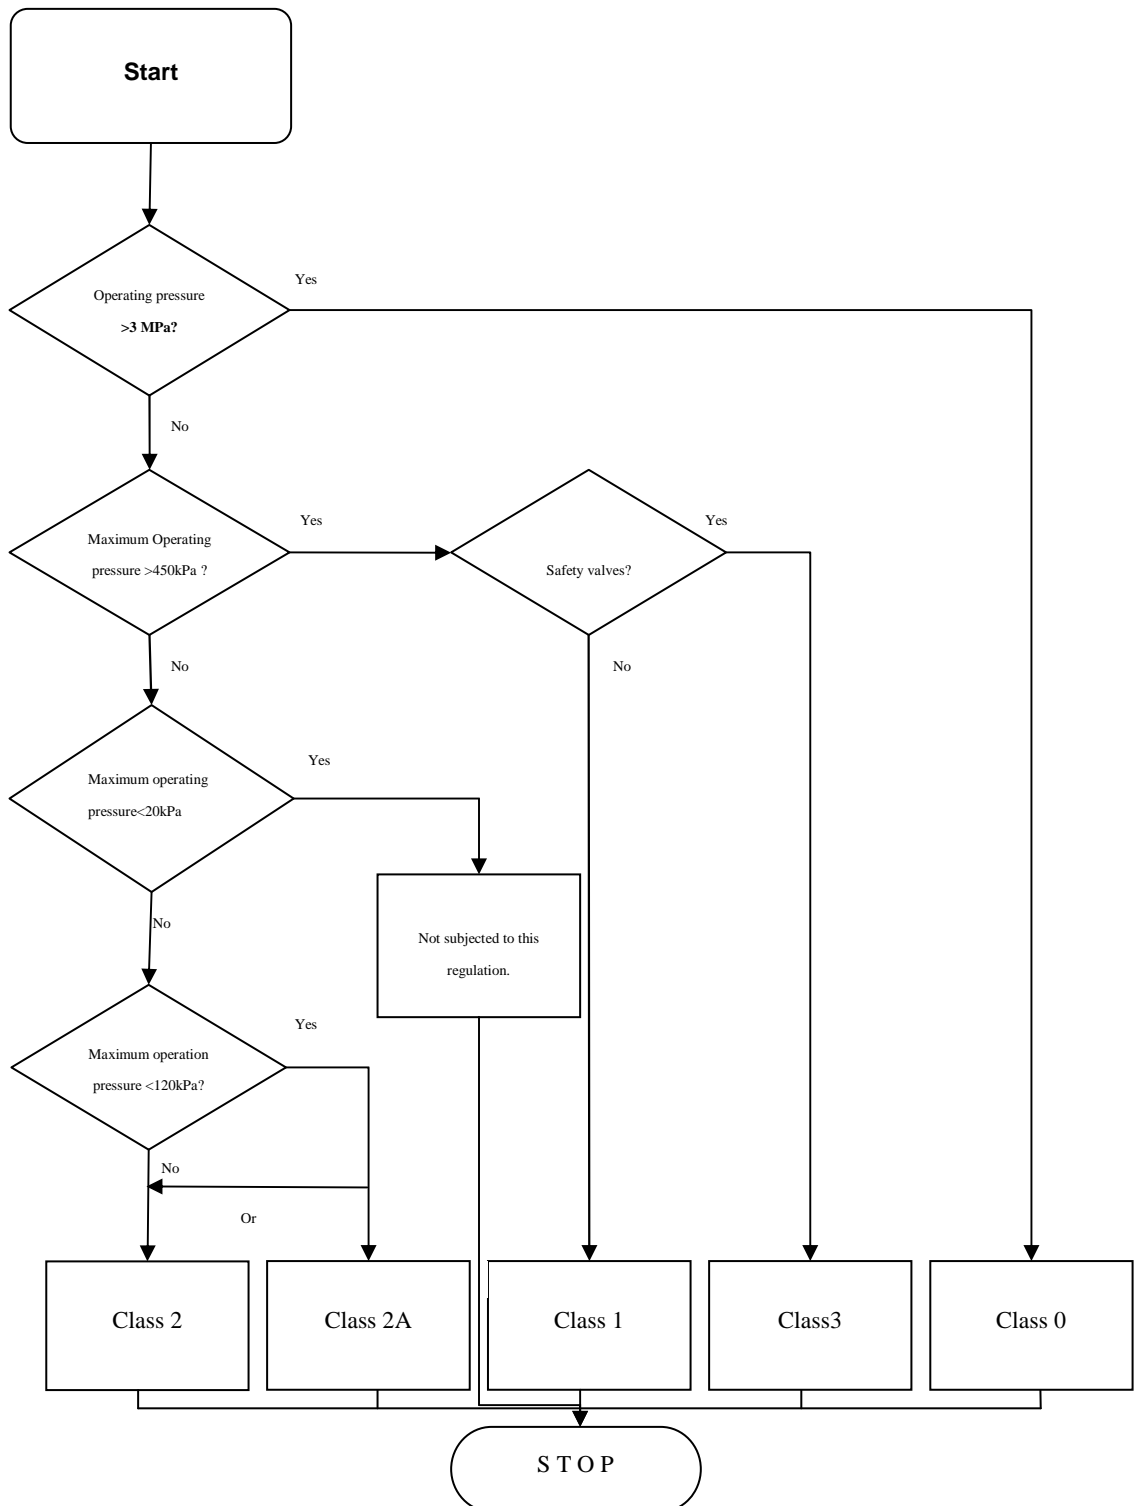 Start
Yes
Operating pressure
>3 MPa?
No
Yes
Yes
Maximum Operating
pressure >450kPa ?
Safety valves?
No
No
Yes
Maximum operating
pressure<20kPa
No
Not subjected to this
regulation.
Yes
Maximum operation
pressure <120kPa?
No
Or
Class 2
Class 2A
Class 1
Class3
Class 0
S T O P